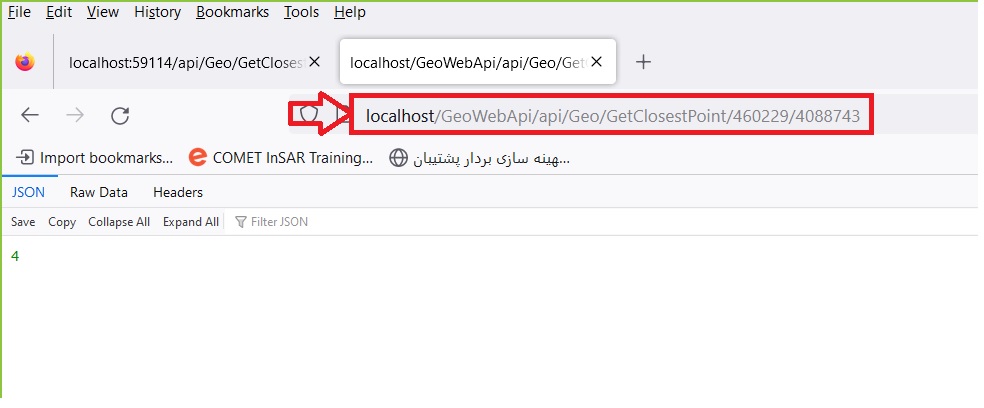 File Edit View History Bookmarks Tools Help
localhost:59114/api/Geo/GetCloses
localhost/GeoWebApi/api/Geo/Get
localhost/GeoWebApi/api/Geo/GetClosestPoint/460229/4088743
Import bookmarks... COMET InSAR Training... هینه سازی بردار پشتیبان...
JSON Raw Data Headers
Save Copy Collapse All Expand All Filter JSON
4